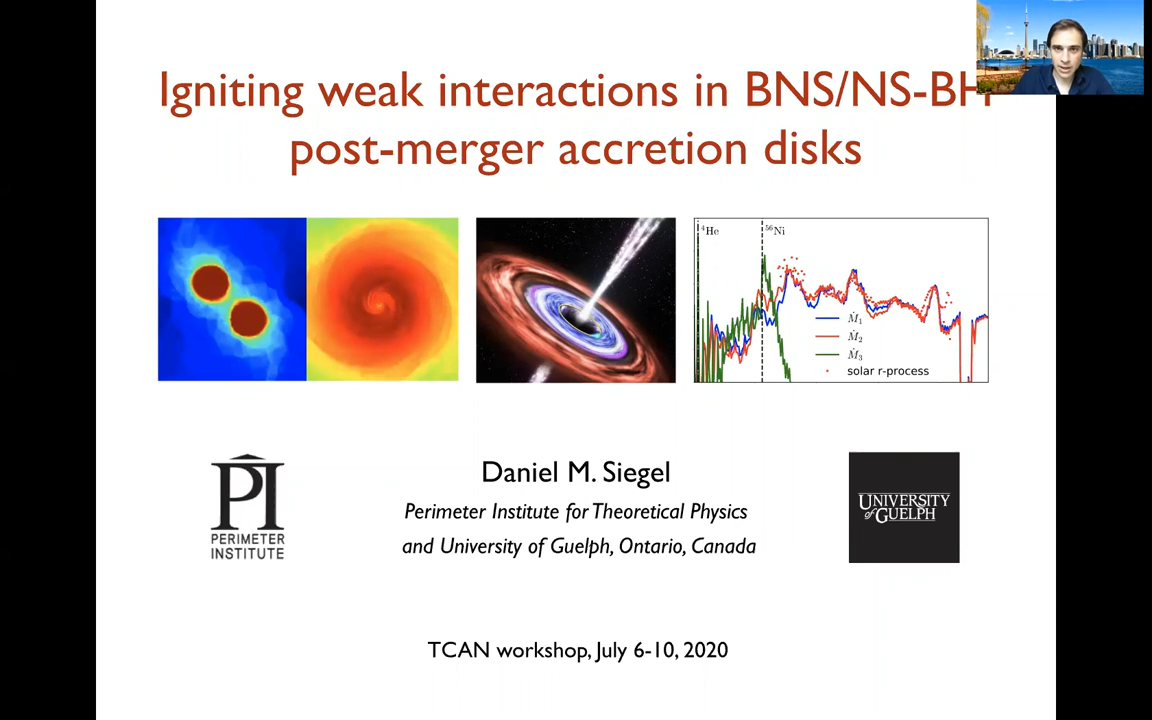 Igniting weak interactions in BNS/NS-BH
post-merger accretion disks
⁴He
⁵⁶Ni
Ṁ₁
Ṁ₂
Ṁ₃
solar r-process
PI
PERIMETER
INSTITUTE
Daniel M. Siegel
Perimeter Institute for Theoretical Physics
and University of Guelph, Ontario, Canada
UNIVERSITY
of GUELPH
TCAN workshop, July 6-10, 2020